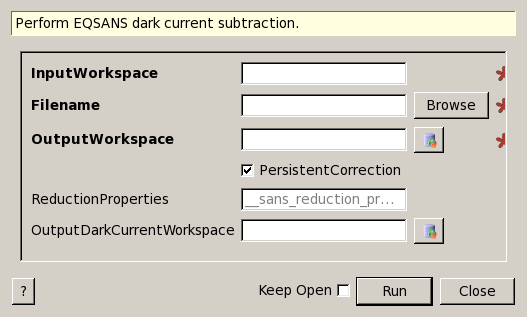 Perform EQSANS dark current subtraction.
InputWorkspace
Filename Browse
OutputWorkspace
PersistentCorrection
ReductionProperties __sans_reduction_pr...
OutputDarkCurrentWorkspace
? Keep Open Run Close